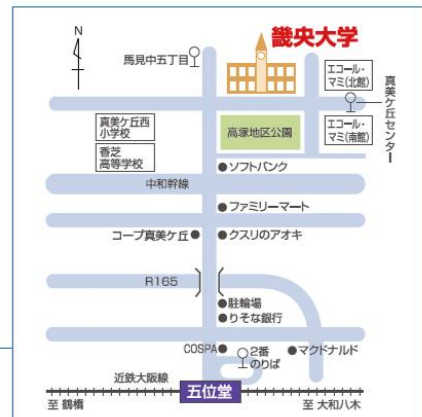 N
畿央大学
馬見中五丁目
エコール・
マミ(北館)
真美ケ丘センター
エコール・
マミ(南館)
真美ケ丘西
小学校
高塚地区公園
香芝
高等学校
ソフトバンク
中和幹線
ファミリーマート
コープ真美ケ丘
クスリのアオキ
R165
駐輪場
りそな銀行
COSPA
2番
のりば
マクドナルド
近鉄大阪線
五位堂
至 鶴橋
至 大和八木